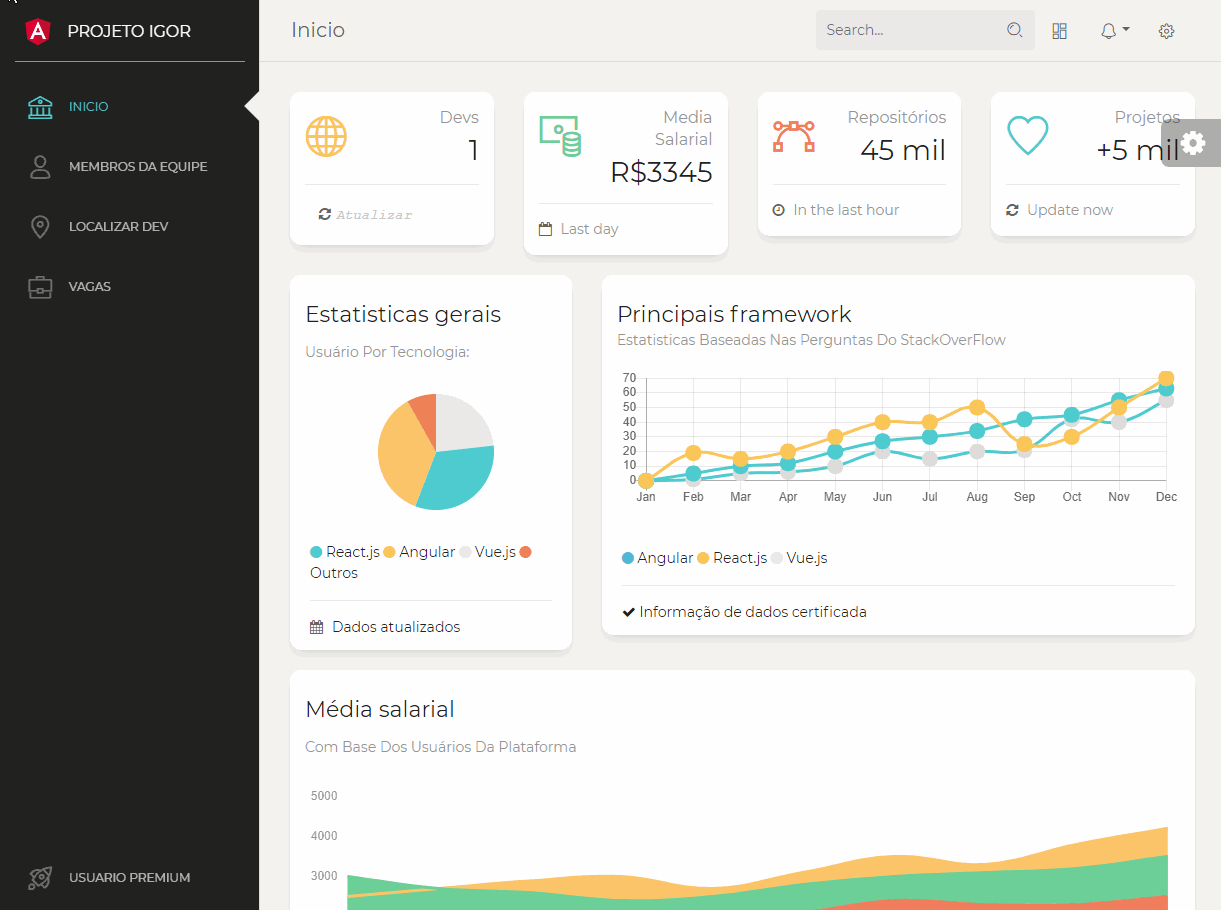 PROJETO IGOR
INICIO
MEMBROS DA EQUIPE
LOCALIZAR DEV
VAGAS
USUARIO PREMIUM
Inicio
Search...
Devs
1
Atualizar
Media
Salarial
R$3345
Last day
Repositórios
45 mil
In the last hour
Projetos
+5 mil
Update now
Estatisticas gerais
Usuário Por Tecnologia:
React.js Angular Vue.js
Outros
Dados atualizados
Principais framework
Estatisticas Baseadas Nas Perguntas Do StackOverFlow
70
60
50
40
30
20
10
0
Jan Feb Mar Apr May Jun Jul Aug Sep Oct Nov Dec
Angular React.js Vue.js
Informação de dados certificada
Média salarial
Com Base Dos Usuários Da Plataforma
5000
4000
3000